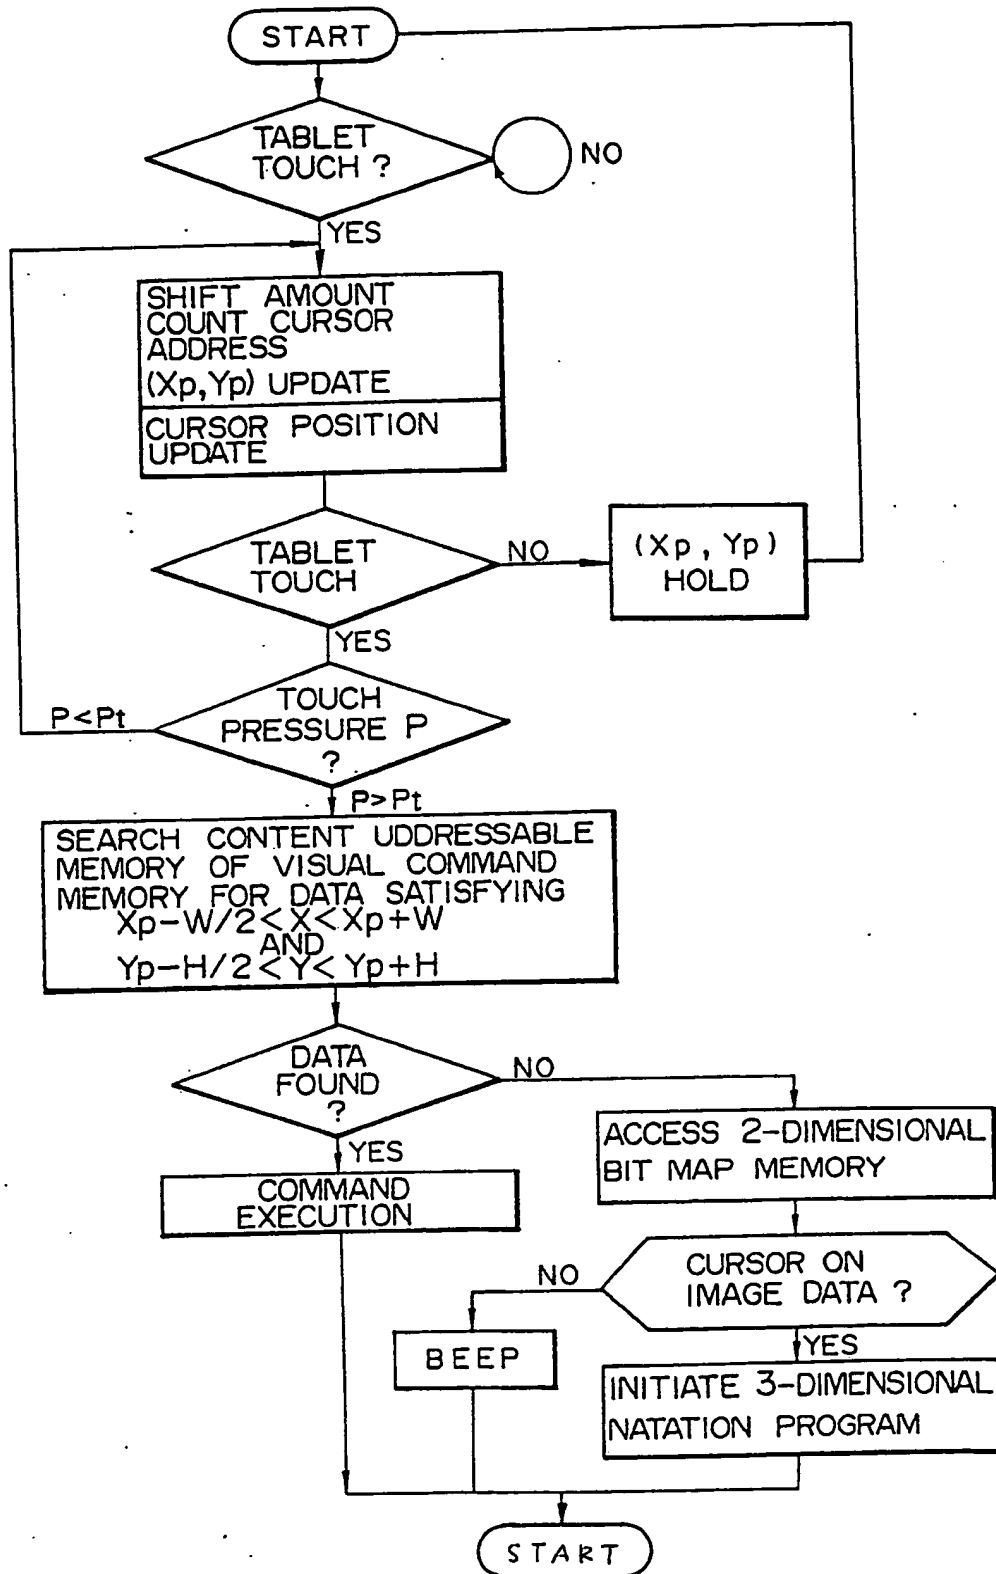 START
TABLET
TOUCH ?
NO
YES
SHIFT AMOUNT
COUNT CURSOR
ADDRESS
(Xp,Yp) UPDATE
CURSOR POSITION
UPDATE
TABLET
TOUCH
NO
(Xp, Yp)
HOLD
YES
TOUCH
PRESSURE P
?
P<Pt
P>Pt
SEARCH CONTENT UDDRESSABLE
MEMORY OF VISUAL COMMAND
MEMORY FOR DATA SATISFYING
Xp-W/2<X<Xp+W
AND
Yp-H/2<Y<Yp+H
DATA
FOUND
?
NO
YES
ACCESS 2-DIMENSIONAL
BIT MAP MEMORY
COMMAND
EXECUTION
CURSOR ON
IMAGE DATA ?
NO
YES
BEEP
INITIATE 3-DIMENSIONAL
NATATION PROGRAM
START